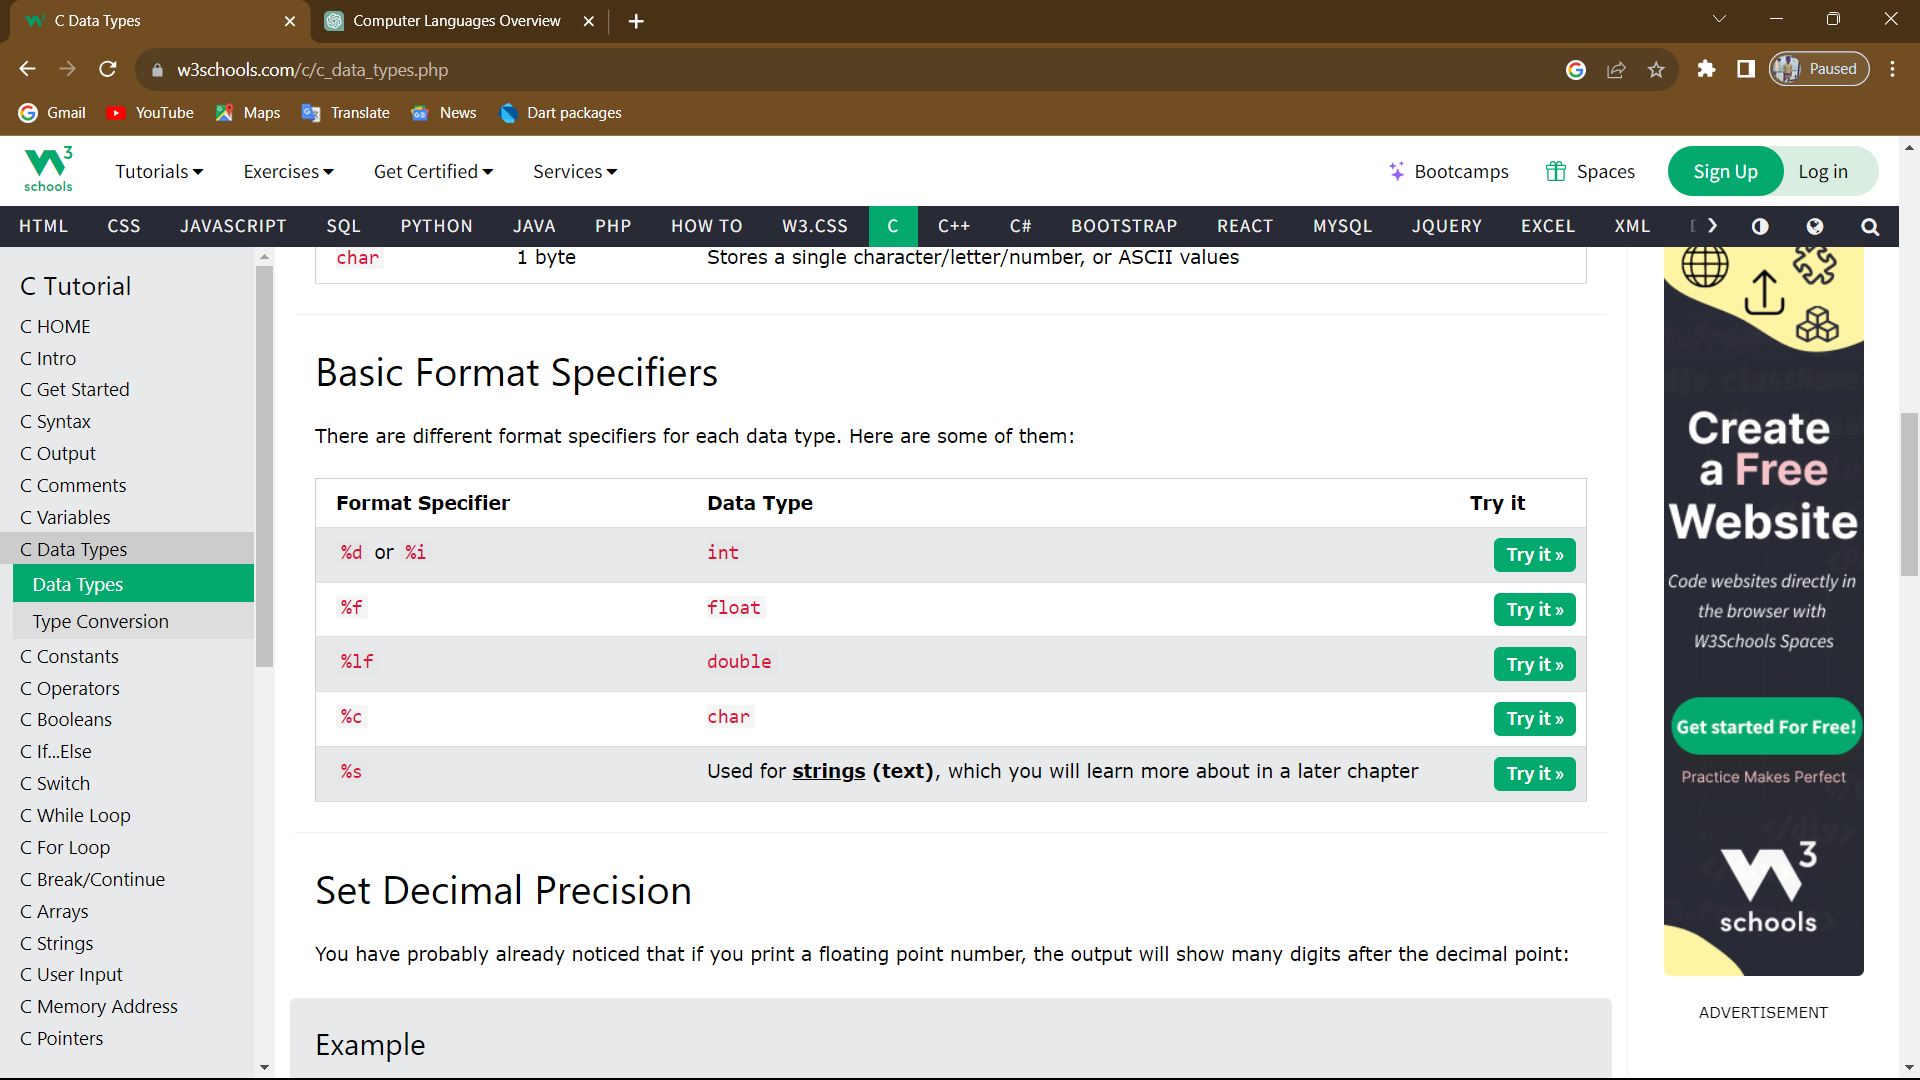 C Data Types
Computer Languages Overview
w3schools.com/c/c_data_types.php
Paused
Gmail
YouTube
Maps
Translate
News
Dart packages
W3
schools
Tutorials
Exercises
Get Certified
Services
Bootcamps
Spaces
Sign Up
Log in
HTML
CSS
JAVASCRIPT
SQL
PYTHON
JAVA
PHP
HOW TO
W3.CSS
C
C++
C#
BOOTSTRAP
REACT
MYSQL
JQUERY
EXCEL
XML
C Tutorial
C HOME
C Intro
C Get Started
C Syntax
C Output
C Comments
C Variables
C Data Types
Data Types
Type Conversion
C Constants
C Operators
C Booleans
C If...Else
C Switch
C While Loop
C For Loop
C Break/Continue
C Arrays
C Strings
C User Input
C Memory Address
C Pointers
char 1 byte Stores a single character/letter/number, or ASCII values
Basic Format Specifiers
There are different format specifiers for each data type. Here are some of them:
Format Specifier Data Type Try it
%d or %i int Try it »
%f float Try it »
%lf double Try it »
%c char Try it »
%s Used for strings (text), which you will learn more about in a later chapter Try it »
Set Decimal Precision
You have probably already noticed that if you print a floating point number, the output will show many digits after the decimal point:
Example
Create
a Free
Website
Code websites directly in
the browser with
W3Schools Spaces
Get started For Free!
Practice Makes Perfect
W3
schools
ADVERTISEMENT